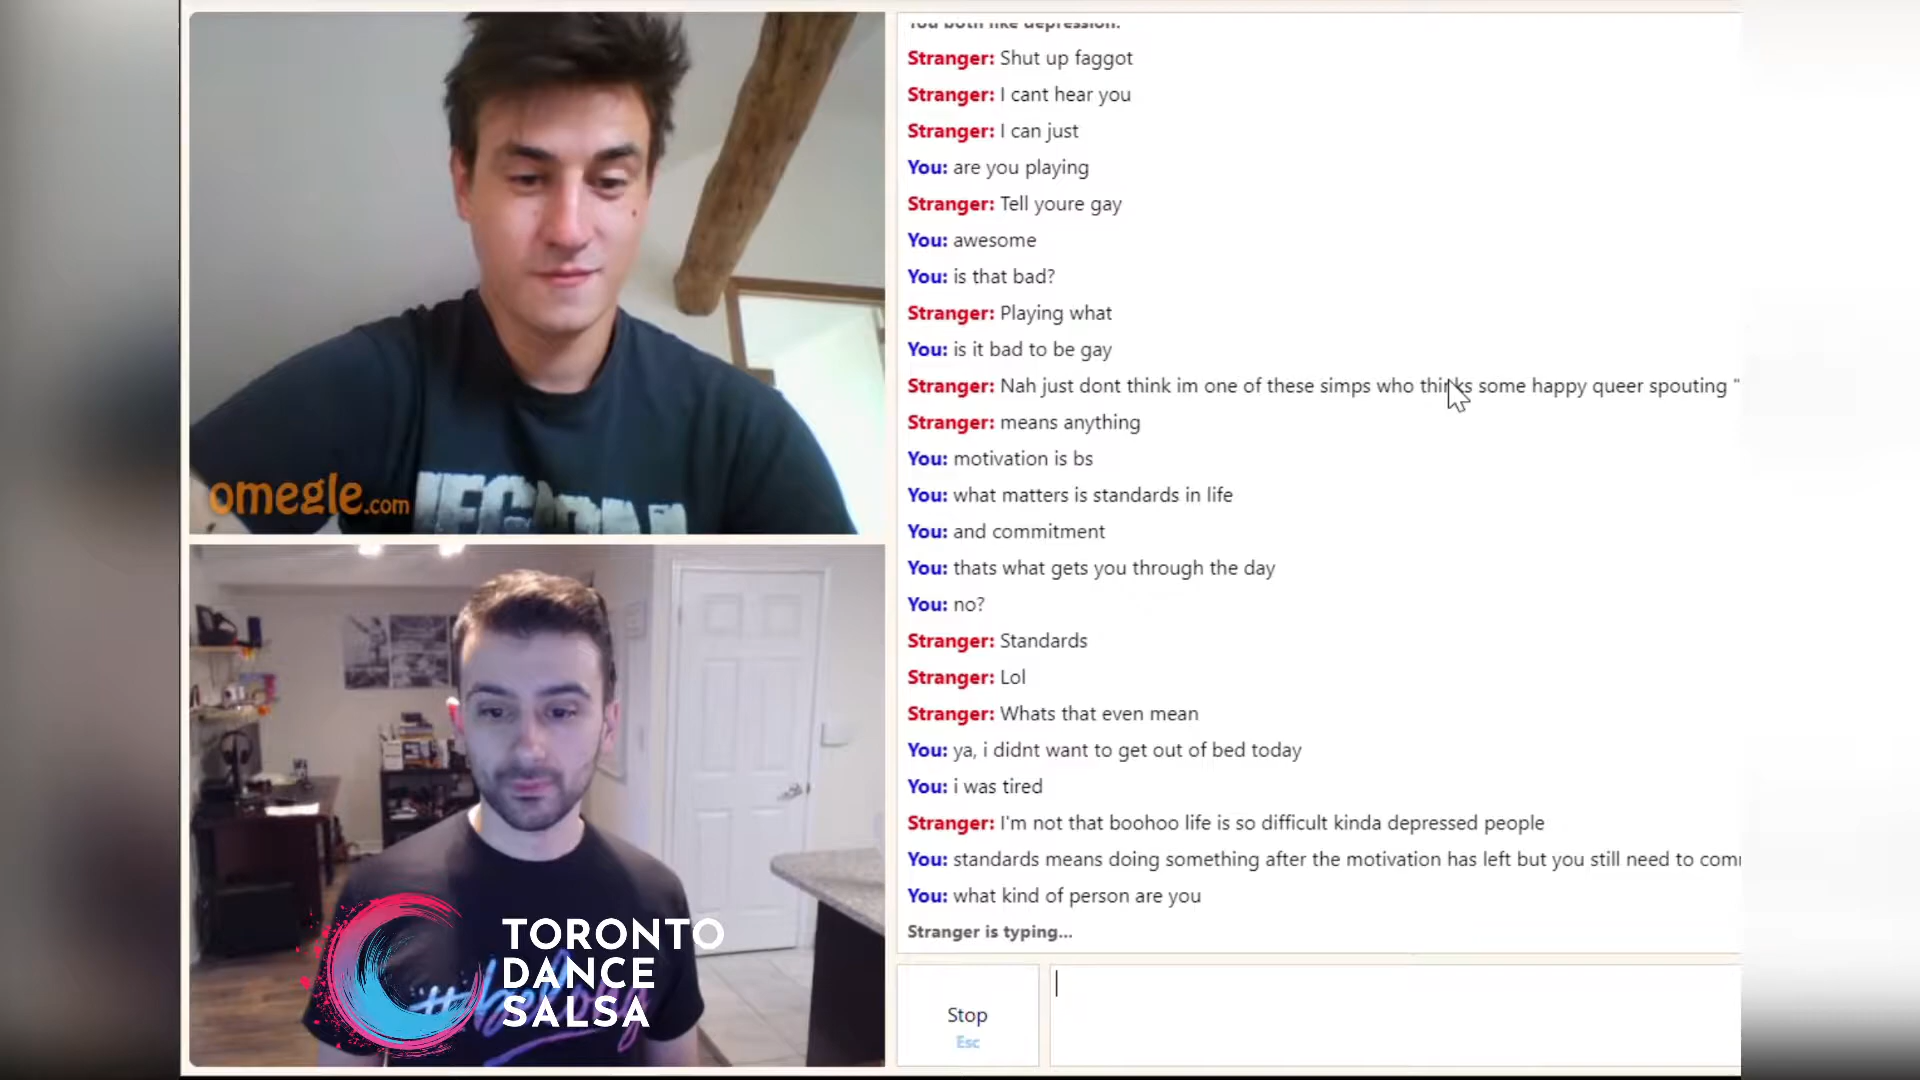 You both like depression.
Stranger: Shut up faggot
Stranger: I cant hear you
Stranger: I can just
You: are you playing
Stranger: Tell youre gay
You: awesome
You: is that bad?
Stranger: Playing what
You: is it bad to be gay
Stranger: Nah just dont think im one of these simps who thinks some happy queer spouting "
Stranger: means anything
You: motivation is bs
You: what matters is standards in life
You: and commitment
You: thats what gets you through the day
You: no?
Stranger: Standards
Stranger: Lol
Stranger: Whats that even mean
You: ya, i didnt want to get out of bed today
You: i was tired
Stranger: I'm not that boohoo life is so difficult kinda depressed people
You: standards means doing something after the motivation has left but you still need to
You: what kind of person are you
Stranger is typing...
Stop
Esc
omegle.com
TORONTO
DANCE
SALSA